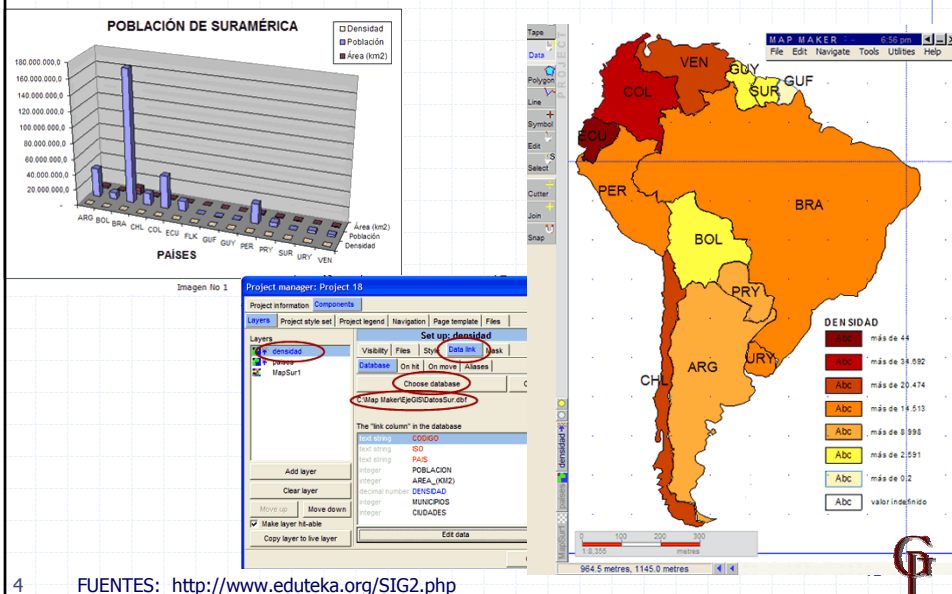 POBLACIÓN DE SURAMÉRICA
Densidad
Población
Área (km2)
180.000.000,0
160.000.000,0
140.000.000,0
120.000.000,0
100.000.000,0
80.000.000,0
60.000.000,0
40.000.000,0
20.000.000,0
-
ARG BOL BRA CHL COL ECU FLK GUF GUY PER PRY SUR URY VEN
Área (km2)
Población
Densidad
PAÍSES
Imagen No 1
Project manager: Project 18
Project information Components
Layers Project style set Project legend Navigation Page template Files
Layers
densidad
paises
MapSur1
Add layer
Clear layer
Move up Move down
Make layer hit-able
Copy layer to live layer
Set up: densidad
Visibility Files Style Data link Mask
Database On hit On move Aliases
Choose database
C:\Map Maker\EjeGIS\DatosSur.dbf
The "link column" in the database
text string CODIGO
text string ISO
text string PAIS
integer POBLACION
integer AREA_(KM2)
decimal number DENSIDAD
integer MUNICIPIOS
integer CIUDADES
Edit data
Tape
Data
Polygon
Line
Symbol
Edit
Select
Cutter
Join
Snap
PROJECT
densidad
paises
MapSur1
MAP MAKER 6:56 pm
File Edit Navigate Tools Utilities Help
VEN
GUY
SUR
GUF
COL
ECU
PER
BRA
BOL
PRY
CHL
ARG
URY
DENSIDAD
Abc más de 44
Abc más de 34.592
Abc más de 20.474
Abc más de 14.513
Abc más de 8.998
Abc más de 2.591
Abc más de 0.2
Abc valor indefinido
0 100 200 300
1:8,355 metres
964.5 metres, 1145.0 metres
4 FUENTES: http://www.eduteka.org/SIG2.php